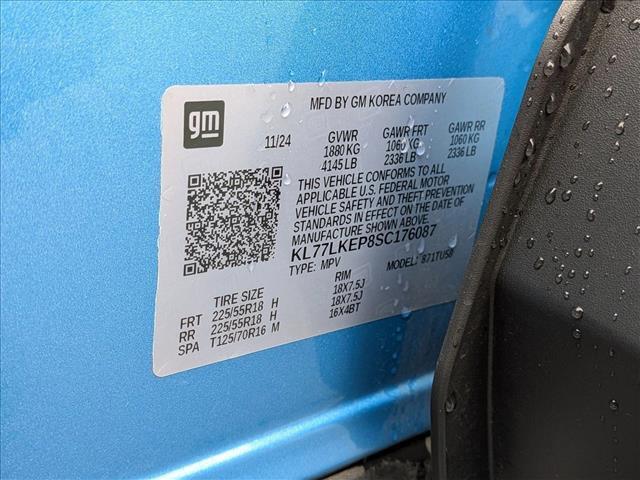 MFD BY GM KOREA COMPANY
gm
11/24 GVWR GAWR FRT GAWR RR
1880 KG 1060 KG 1060 KG
4145 LB 2336 LB 2336 LB
THIS VEHICLE CONFORMS TO ALL
APPLICABLE U.S. FEDERAL MOTOR
VEHICLE SAFETY AND THEFT PREVENTION
STANDARDS IN EFFECT ON THE DATE OF
MANUFACTURE SHOWN ABOVE.
KL77LKEP8SC176087
TYPE: MPV MODEL: 871TU58
TIRE SIZE RIM
FRT 225/55R18 H 18X7.5J
RR 225/55R18 H 18X7.5J
SPA T125/70R16 M 16X4BT